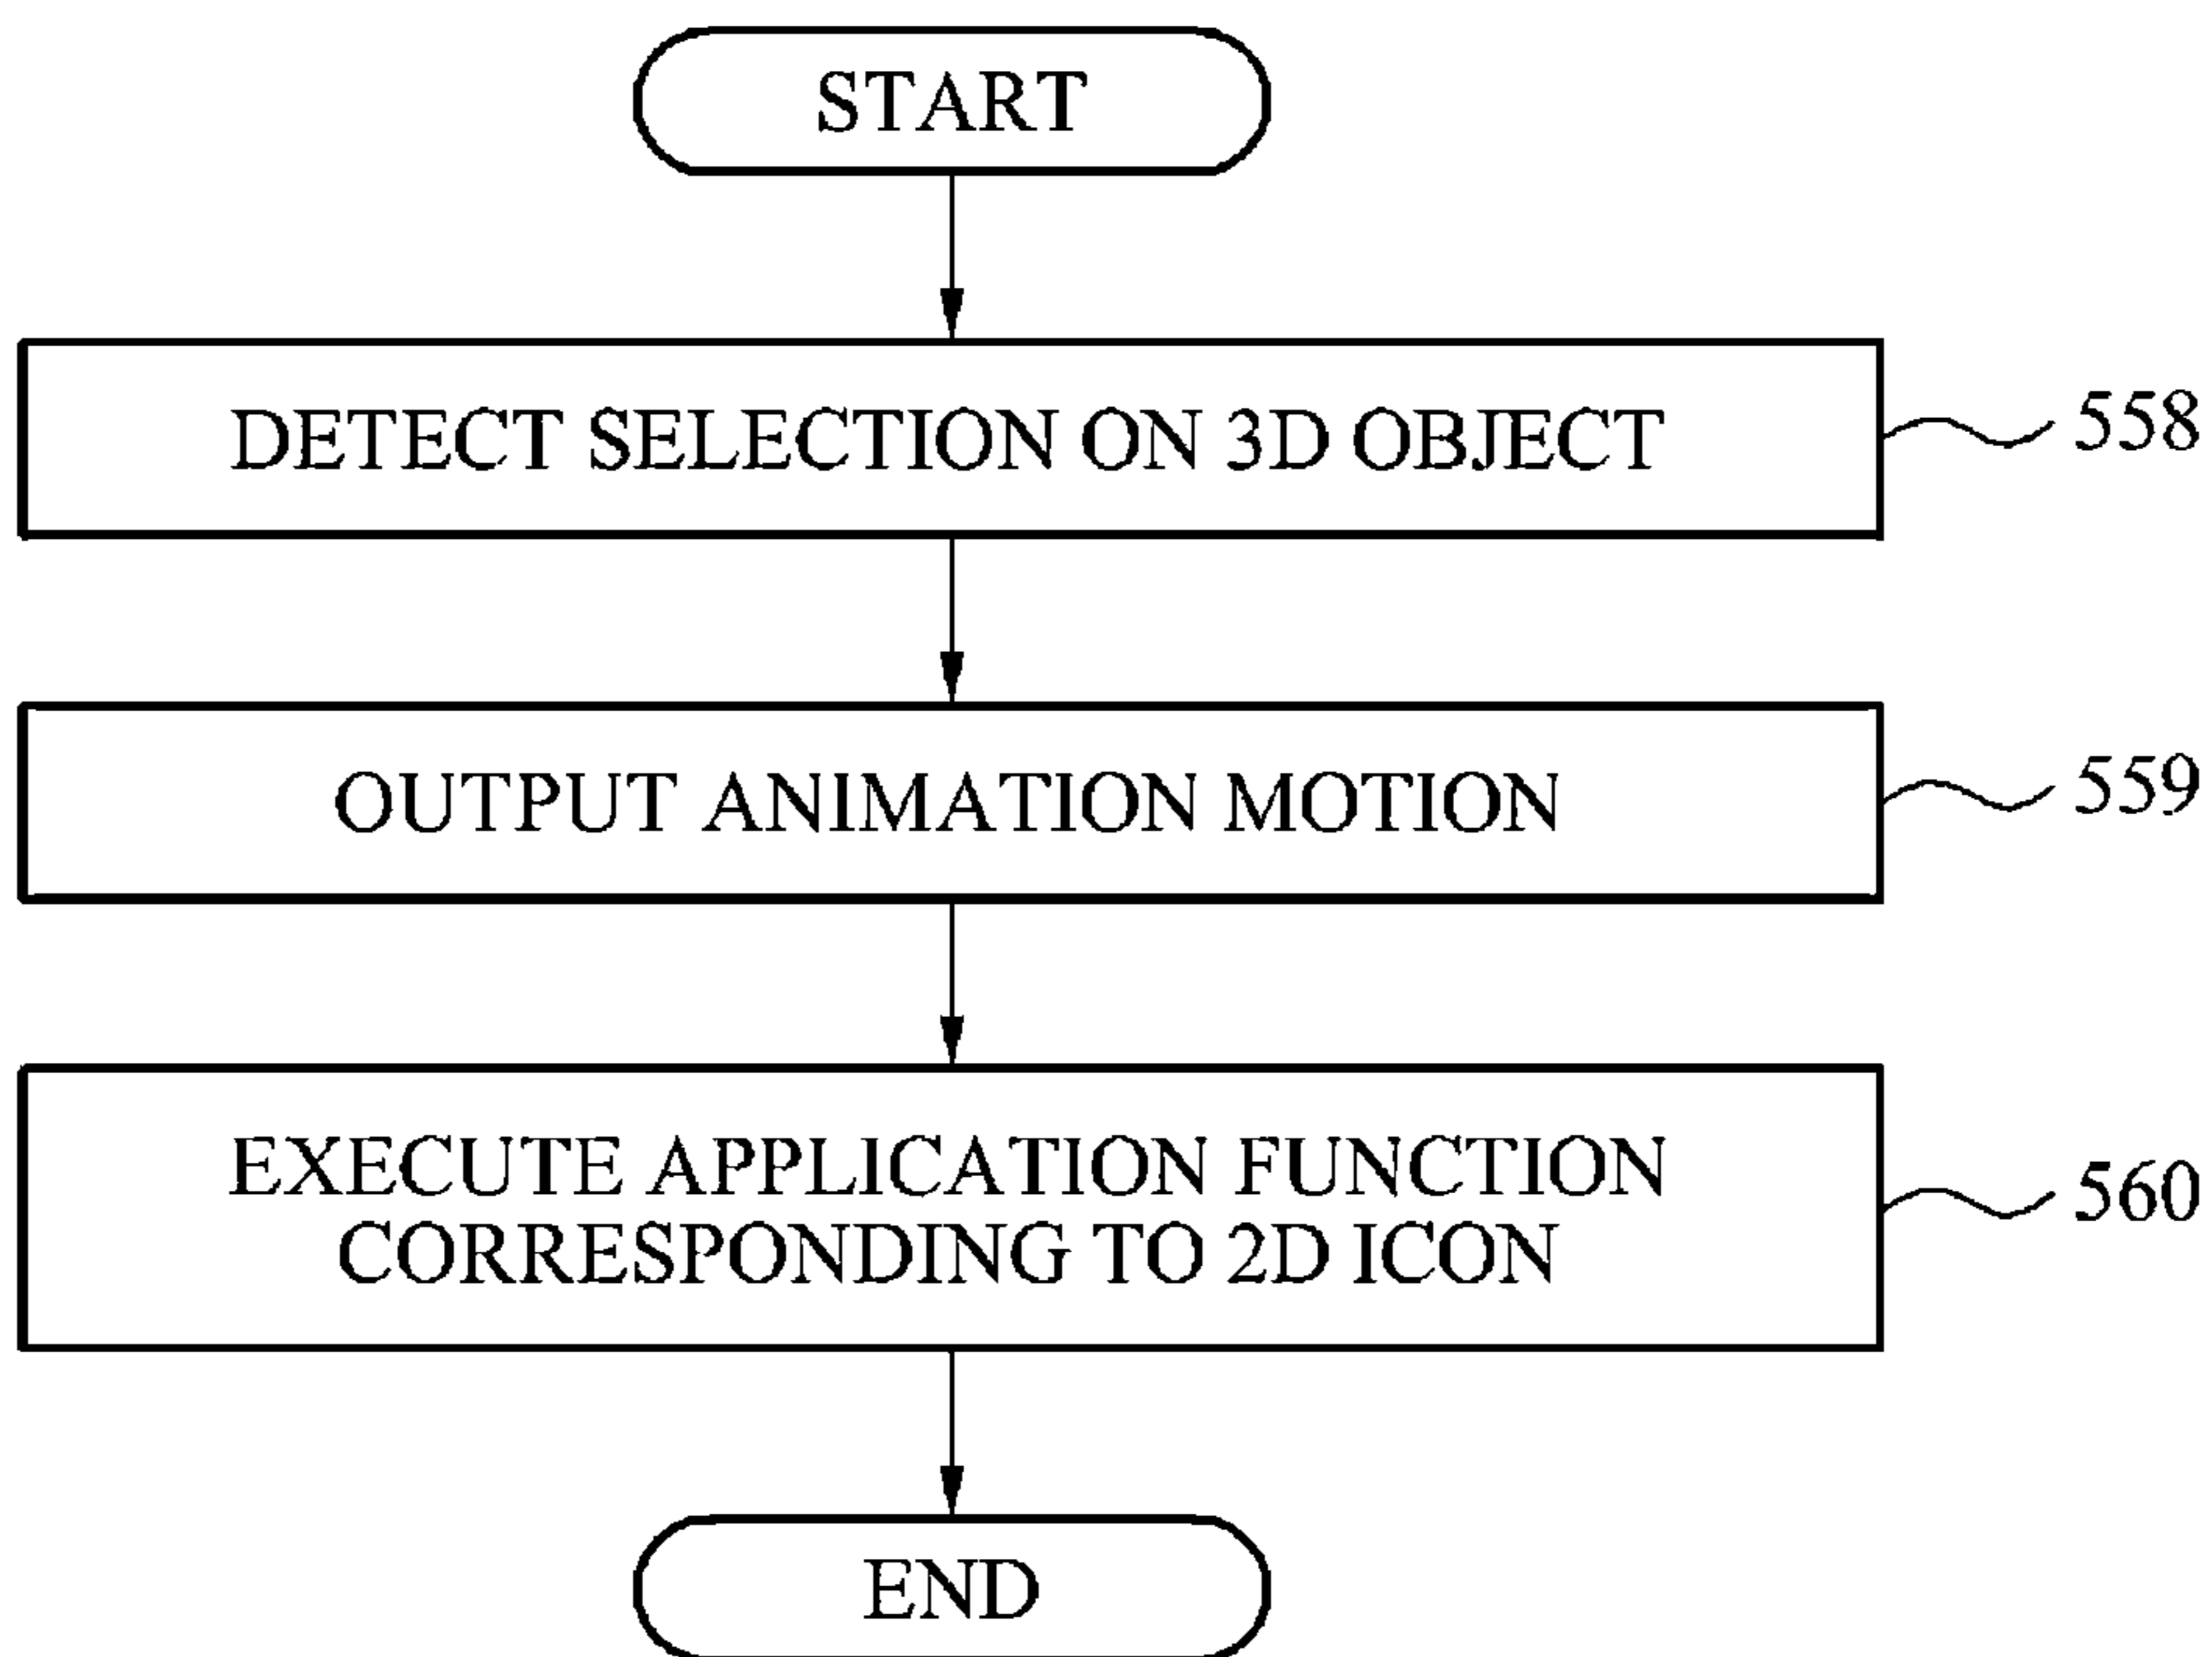 START
DETECT SELECTION ON 3D OBJECT
558
OUTPUT ANIMATION MOTION
559
EXECUTE APPLICATION FUNCTION
CORRESPONDING TO 2D ICON
560
END